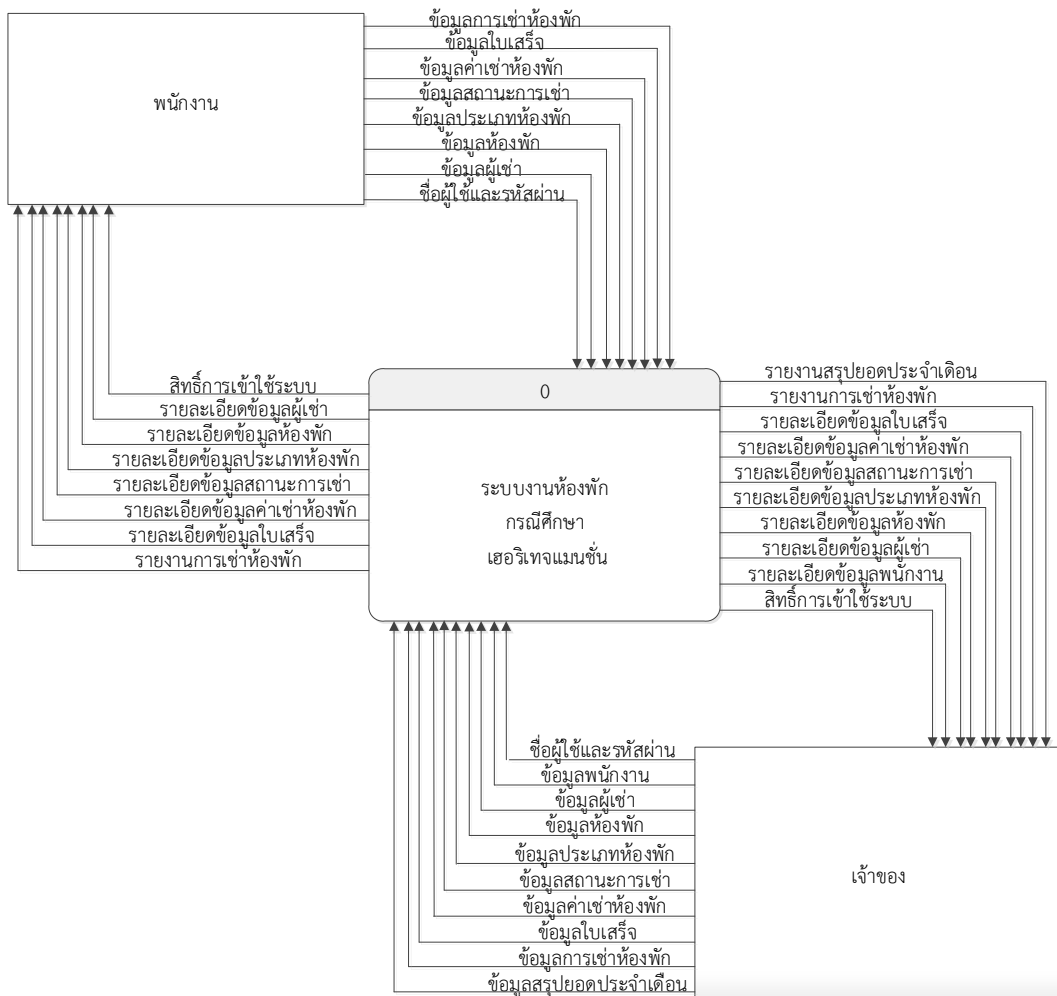 ข้อมูลการเช่าห้องพัก
ข้อมูลใบเสร็จ
ข้อมูลค่าเช่าห้องพัก
ข้อมูลสถานะการเช่า
ข้อมูลประเภทห้องพัก
ข้อมูลห้องพัก
ข้อมูลผู้เช่า
ชื่อผู้ใช้และรหัสผ่าน
พนักงาน
สิทธิ์การเข้าใช้ระบบ
รายละเอียดข้อมูลผู้เช่า
รายละเอียดข้อมูลห้องพัก
รายละเอียดข้อมูลประเภทห้องพัก
รายละเอียดข้อมูลสถานะการเช่า
รายละเอียดข้อมูลค่าเช่าห้องพัก
รายละเอียดข้อมูลใบเสร็จ
รายงานการเช่าห้องพัก
0
ระบบงานห้องพัก
กรณีศึกษา
เฮอริเทจแมนชั่น
รายงานสรุปยอดประจำเดือน
รายงานการเช่าห้องพัก
รายละเอียดข้อมูลใบเสร็จ
รายละเอียดข้อมูลค่าเช่าห้องพัก
รายละเอียดข้อมูลสถานะการเช่า
รายละเอียดข้อมูลประเภทห้องพัก
รายละเอียดข้อมูลห้องพัก
รายละเอียดข้อมูลผู้เช่า
รายละเอียดข้อมูลพนักงาน
สิทธิ์การเข้าใช้ระบบ
ชื่อผู้ใช้และรหัสผ่าน
ข้อมูลพนักงาน
ข้อมูลผู้เช่า
ข้อมูลห้องพัก
ข้อมูลประเภทห้องพัก
ข้อมูลสถานะการเช่า
ข้อมูลค่าเช่าห้องพัก
ข้อมูลใบเสร็จ
ข้อมูลการเช่าห้องพัก
ข้อมูลสรุปยอดประจำเดือน
เจ้าของ